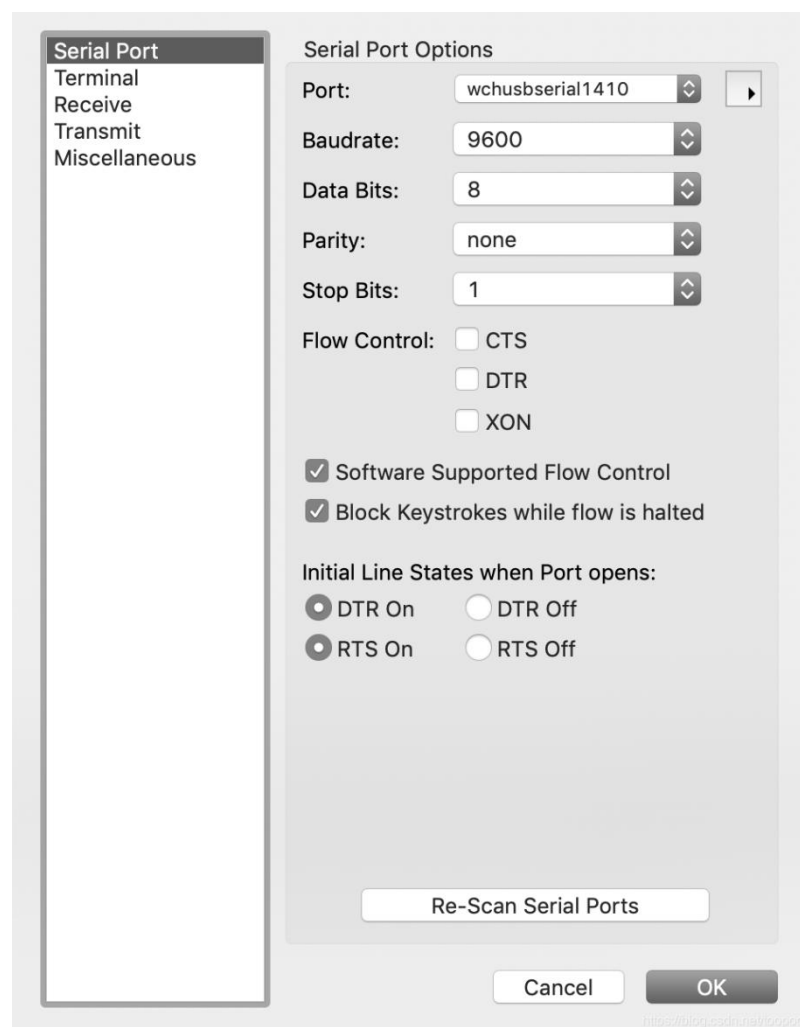 Serial Port
Terminal
Receive
Transmit
Miscellaneous
Serial Port Options
Port: wchusbserial1410
Baudrate: 9600
Data Bits: 8
Parity: none
Stop Bits: 1
Flow Control: CTS
DTR
XON
Software Supported Flow Control
Block Keystrokes while flow is halted
Initial Line States when Port opens:
DTR On DTR Off
RTS On RTS Off
Re-Scan Serial Ports
Cancel OK